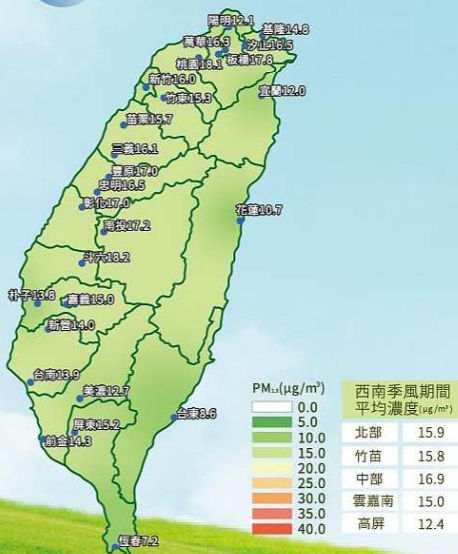 陽明12.1
基隆14.8
萬華16.3
汐止16.5
桃園18.1
板橋17.8
新竹16.0
宜蘭12.0
竹東15.3
苗栗15.7
三義16.1
豐原17.0
忠明16.5
彰化17.0
花蓮10.7
南投17.2
斗六18.2
朴子13.8
嘉義15.0
新營14.0
台南13.9
美濃12.7
台東8.6
屏東15.2
前金14.3
恆春7.2
PM2.5(μg/m³)
0.0
5.0
10.0
15.0
20.0
25.0
30.0
35.0
40.0
西南季風期間
平均濃度(μg/m³)
北部 15.9
竹苗 15.8
中部 16.9
雲嘉南 15.0
高屏 12.4